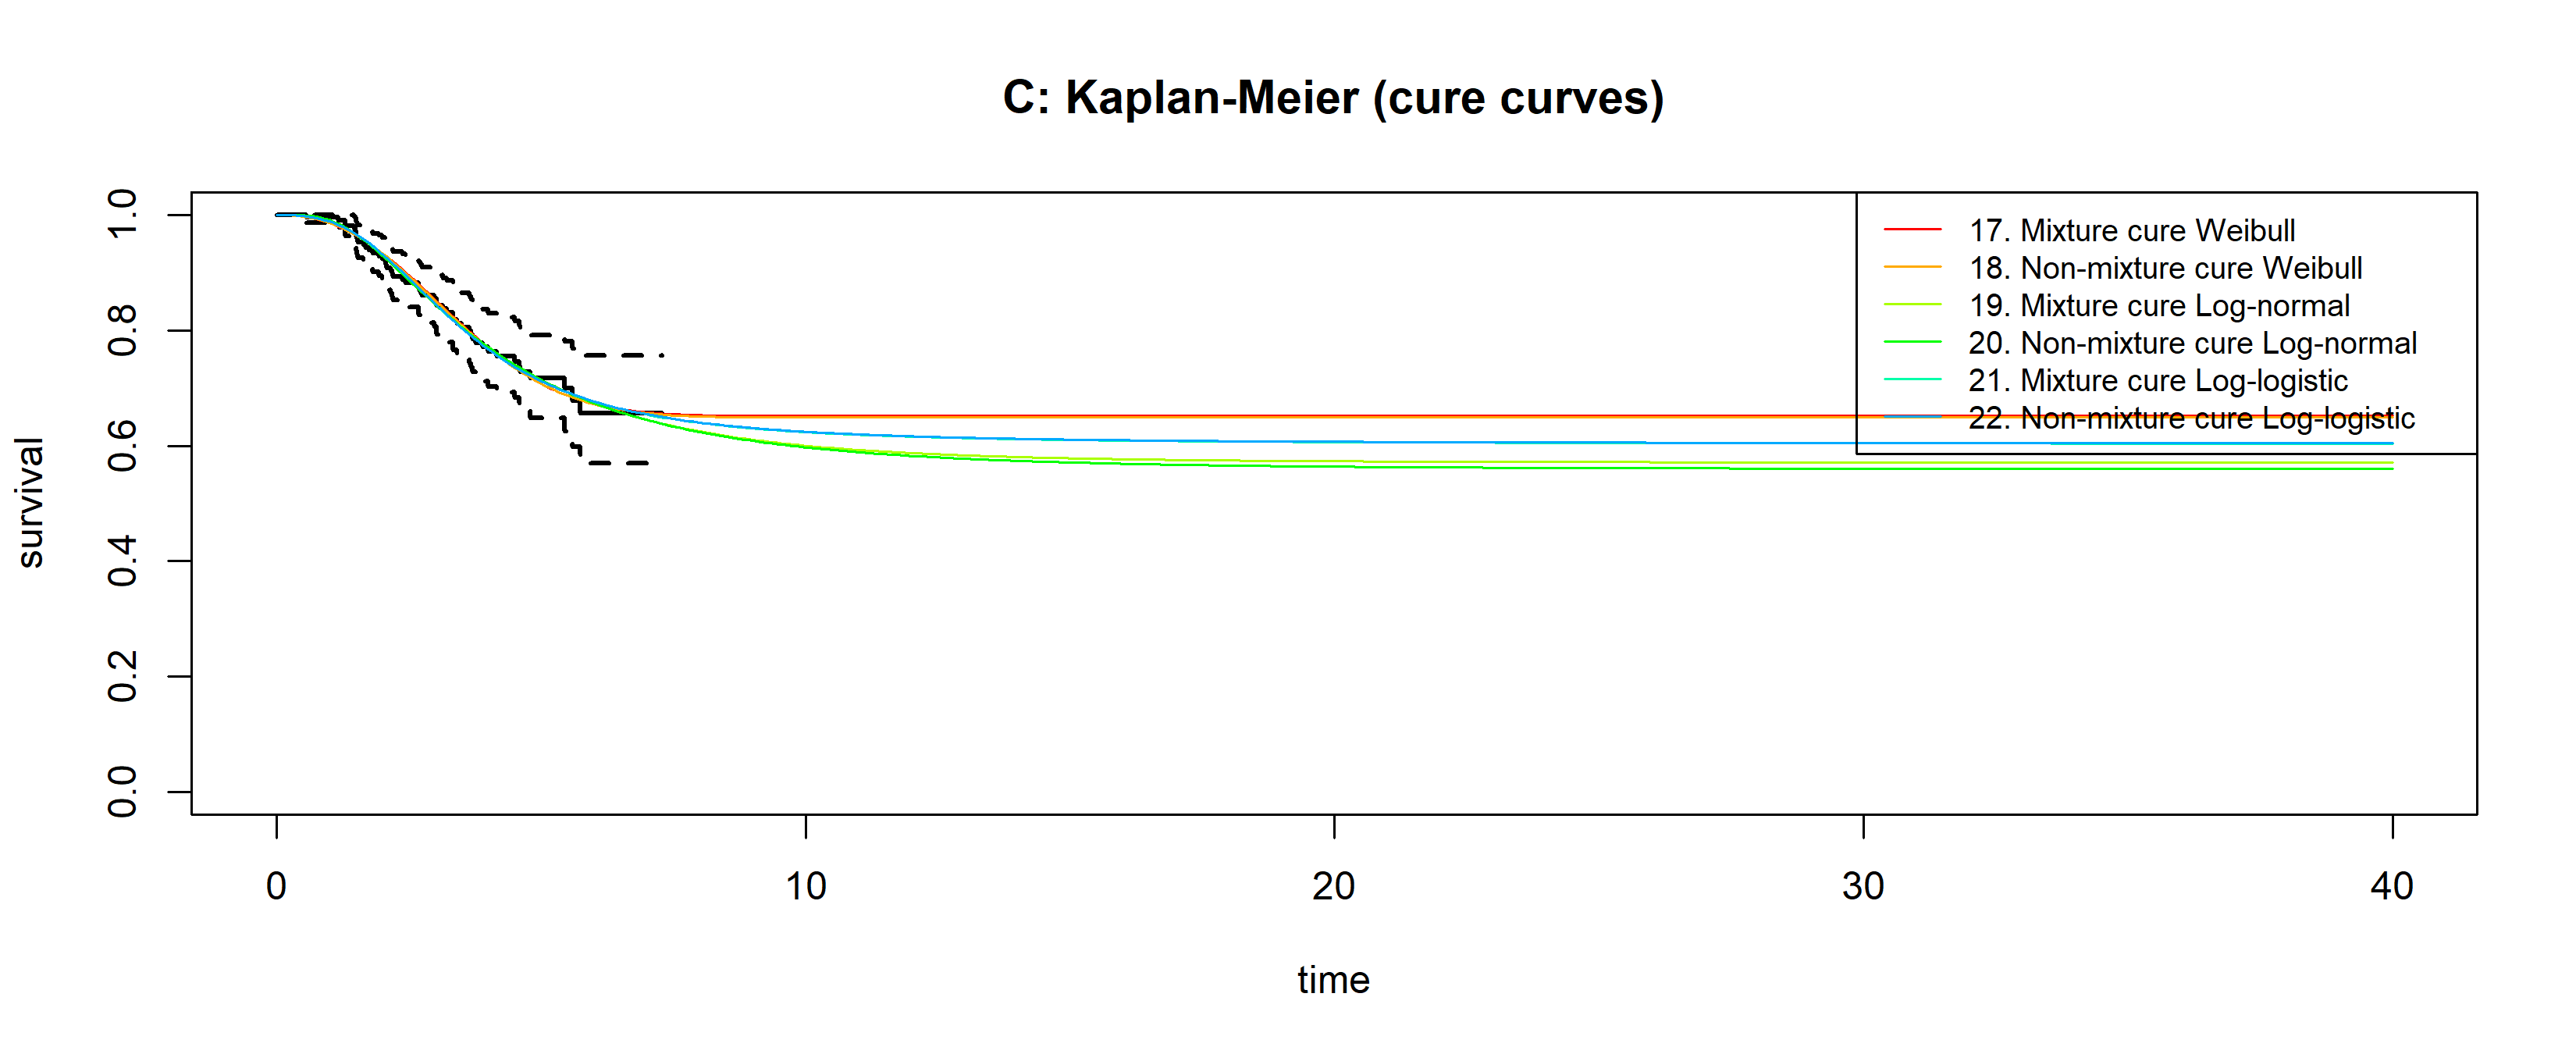 C: Kaplan-Meier (cure curves)
17. Mixture cure Weibull
18. Non-mixture cure Weibull
19. Mixture cure Log-normal
20. Non-mixture cure Log-normal
21. Mixture cure Log-logistic
22. Non-mixture cure Log-logistic
survival
1.0
0.8
0.6
0.4
0.2
0.0
0 10 20 30 40
time